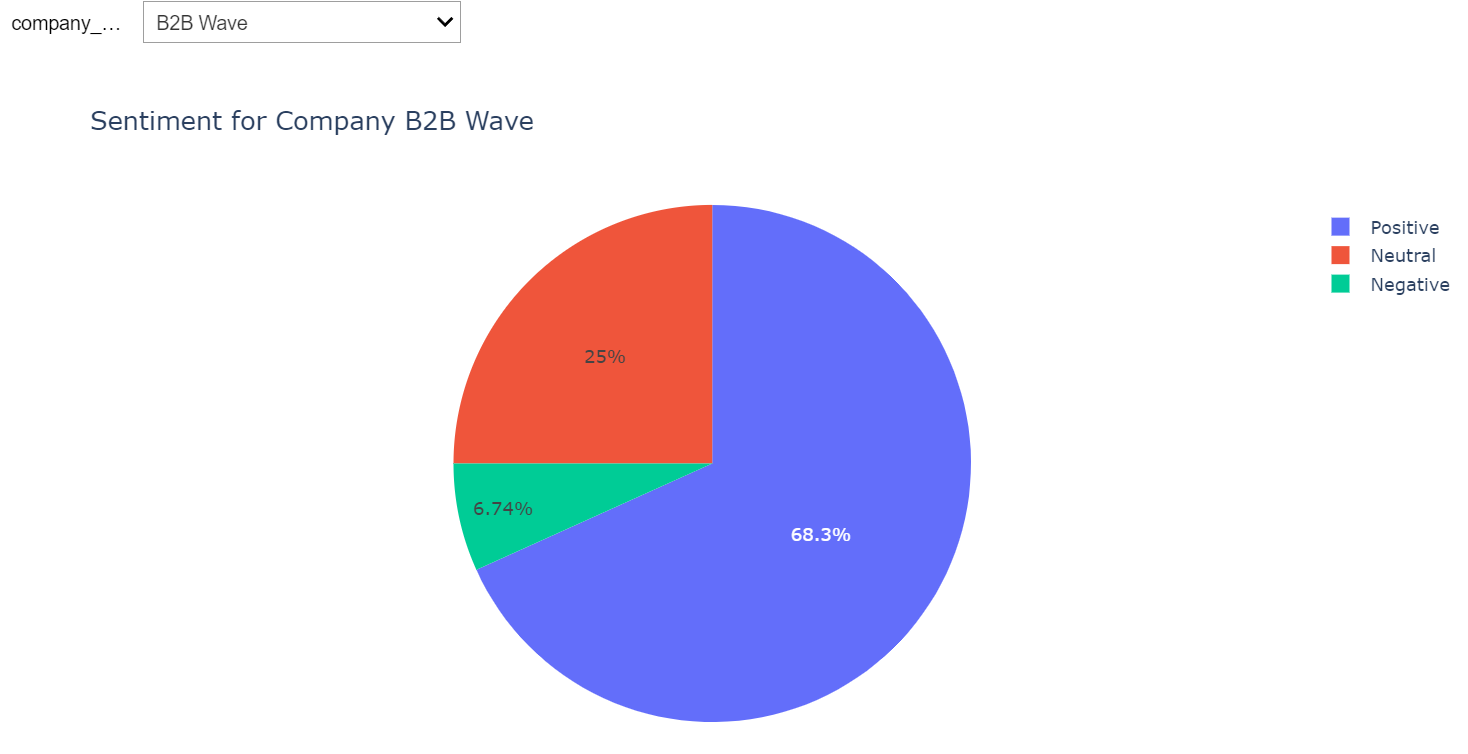 company_… B2B Wave
Sentiment for Company B2B Wave
Positive
Neutral
Negative
25%
6.74%
68.3%